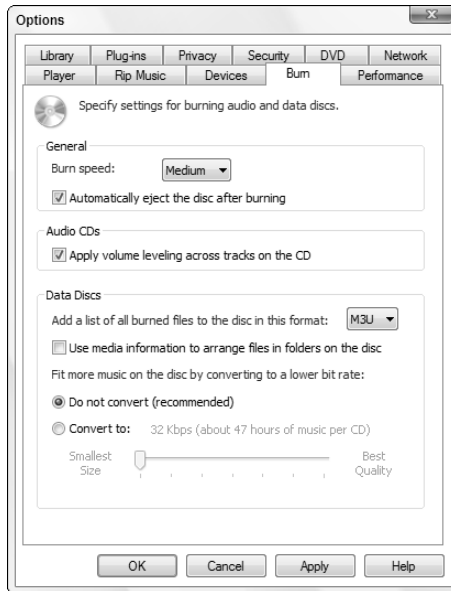 Options
Library Plug-ins Privacy Security DVD Network
Player Rip Music Devices Burn Performance
Specify settings for burning audio and data discs.
General
Burn speed: Medium
Automatically eject the disc after burning
Audio CDs
Apply volume leveling across tracks on the CD
Data Discs
Add a list of all burned files to the disc in this format: M3U
Use media information to arrange files in folders on the disc
Fit more music on the disc by converting to a lower bit rate:
Do not convert (recommended)
Convert to: 32 Kbps (about 47 hours of music per CD)
Smallest Best
Size Quality
OK Cancel Apply Help